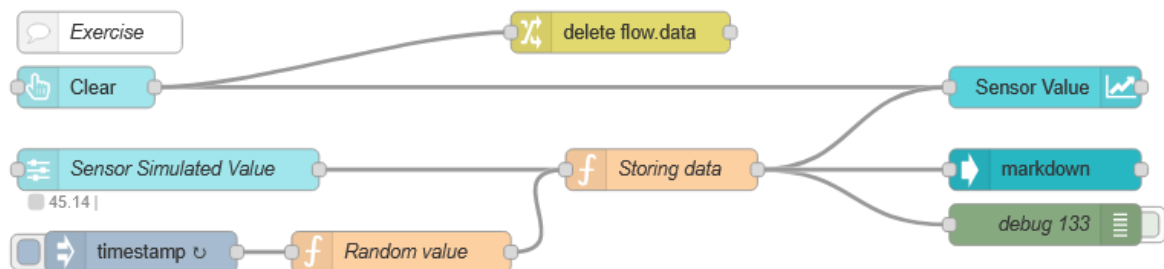 Exercise
delete flow.data
Clear
Sensor Value
Sensor Simulated Value
Storing data
markdown
45.14 |
debug 133
timestamp ↻
Random value